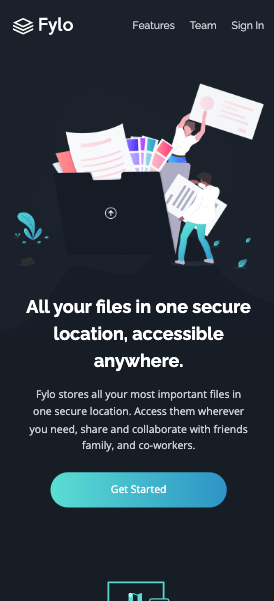 Fylo
Features Team Sign In
All your files in one secure
location, accessible
anywhere.
Fylo stores all your most important files in
one secure location. Access them wherever
you need, share and collaborate with friends
family, and co-workers.
Get Started